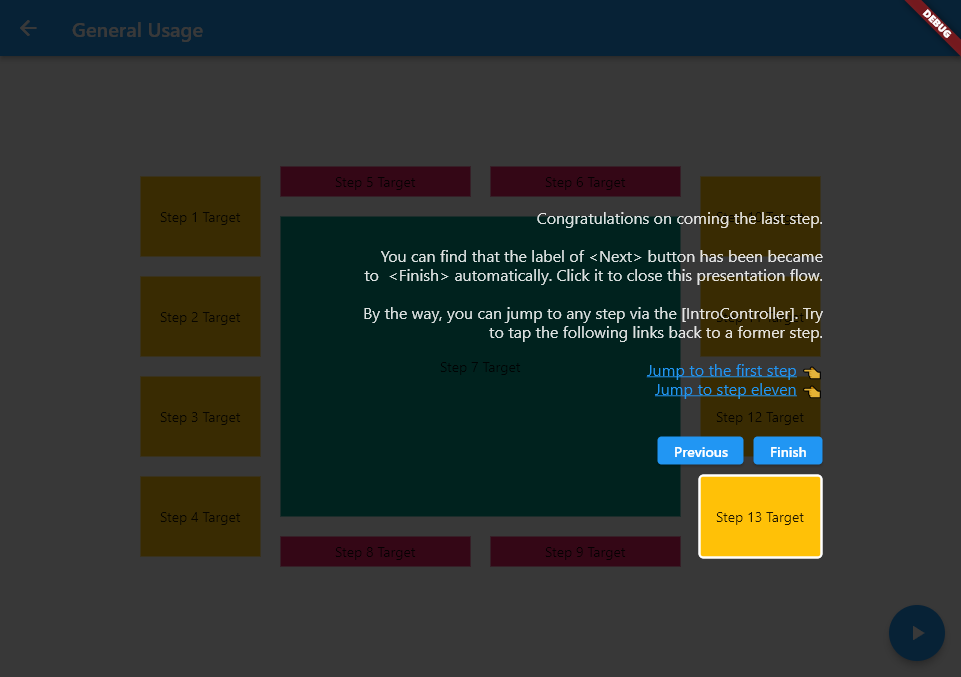 General Usage
DEBUG
Step 5 Target
Step 6 Target
Step 1 Target
Congratulations on coming the last step.
You can find that the label of <Next> button has been became
to  <Finish> automatically. Click it to close this presentation flow.
By the way, you can jump to any step via the [IntroController]. Try
to tap the following links back to a former step.
Step 2 Target
Step 7 Target
Jump to the first step 👈
Jump to step eleven 👈
Step 3 Target
Step 12 Target
Previous
Finish
Step 4 Target
Step 13 Target
Step 8 Target
Step 9 Target